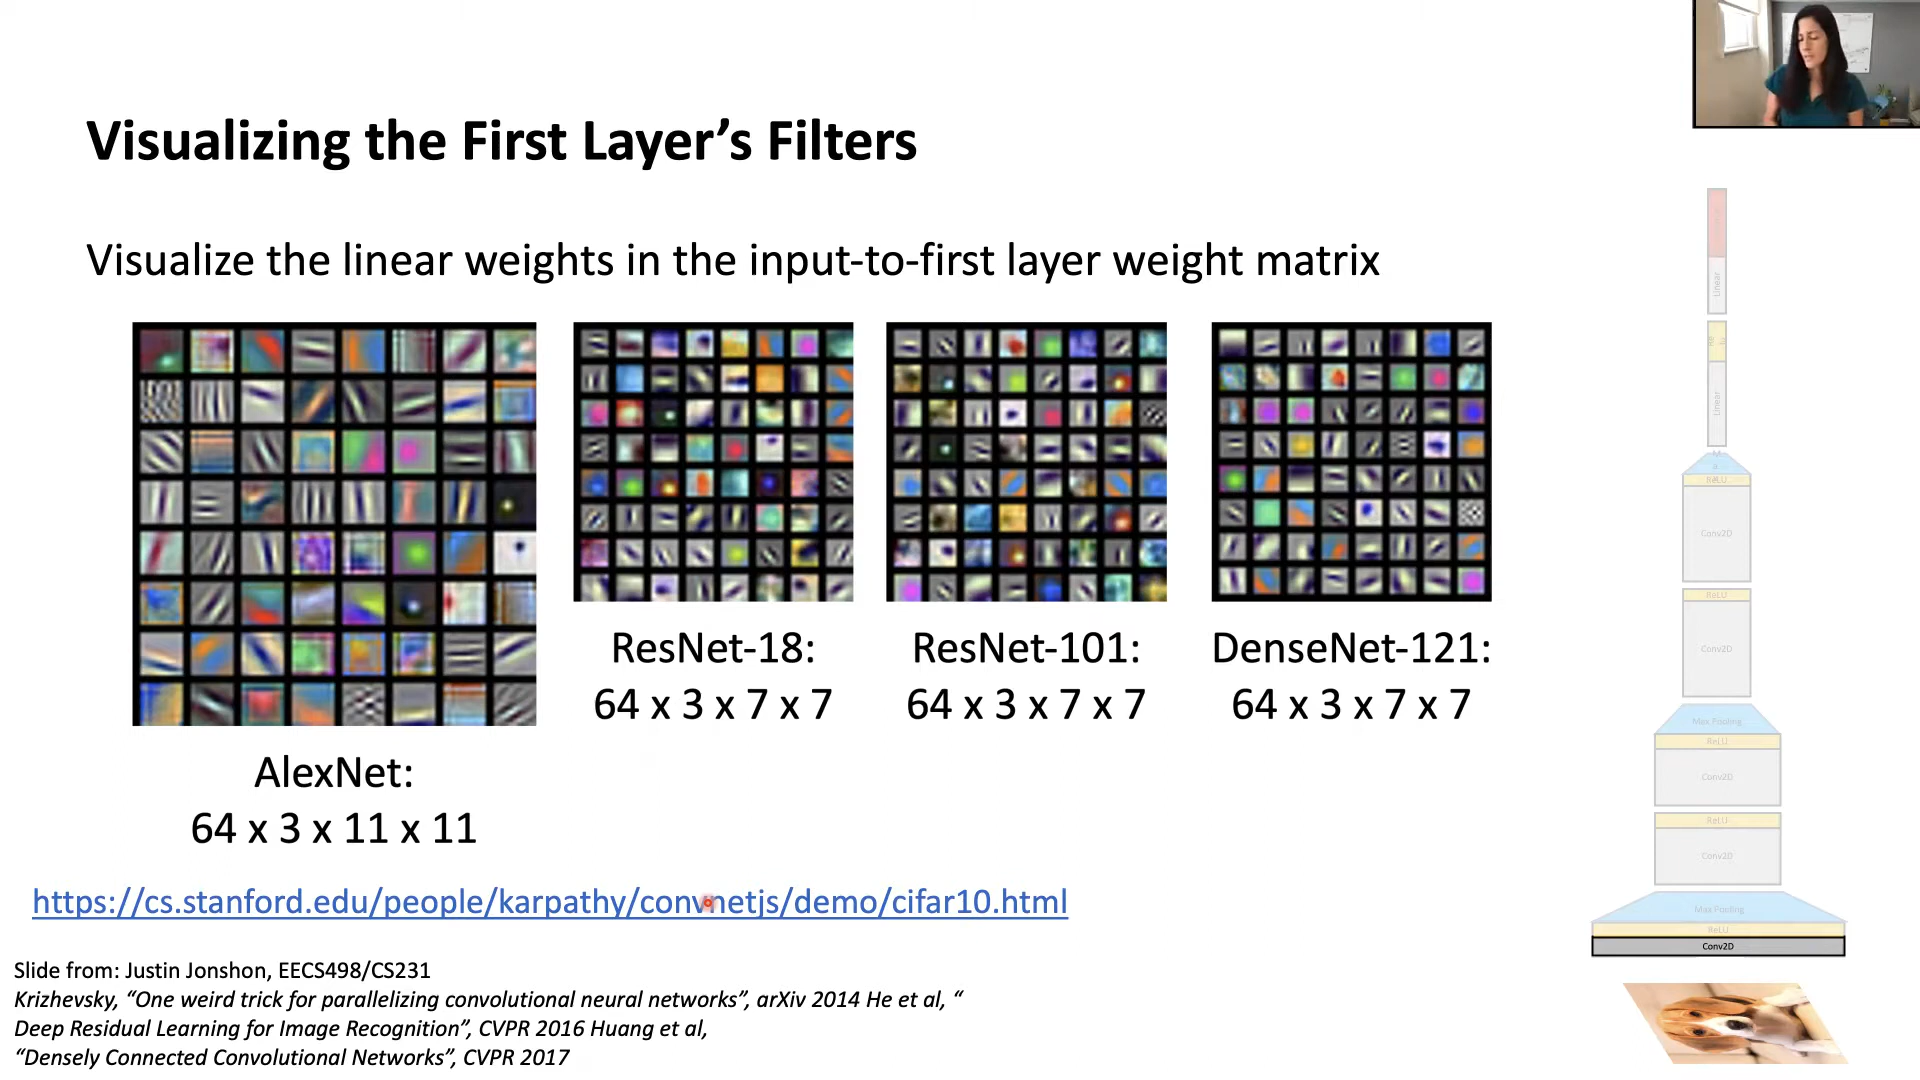 Visualizing the First Layer’s Filters
Visualize the linear weights in the input-to-first layer weight matrix
AlexNet:
64 x 3 x 11 x 11
ResNet-18:
64 x 3 x 7 x 7
ResNet-101:
64 x 3 x 7 x 7
DenseNet-121:
64 x 3 x 7 x 7
https://cs.stanford.edu/people/karpathy/convnetjs/demo/cifar10.html
Slide from: Justin Jonshon, EECS498/CS231
Krizhevsky, “One weird trick for parallelizing convolutional neural networks”, arXiv 2014 He et al, “
Deep Residual Learning for Image Recognition”, CVPR 2016 Huang et al,
“Densely Connected Convolutional Networks”, CVPR 2017
Linear
Linear
ReLU
Conv2D
ReLU
Conv2D
Max Pooling
ReLU
Conv2D
ReLU
Conv2D
Max Pooling
ReLU
Conv2D